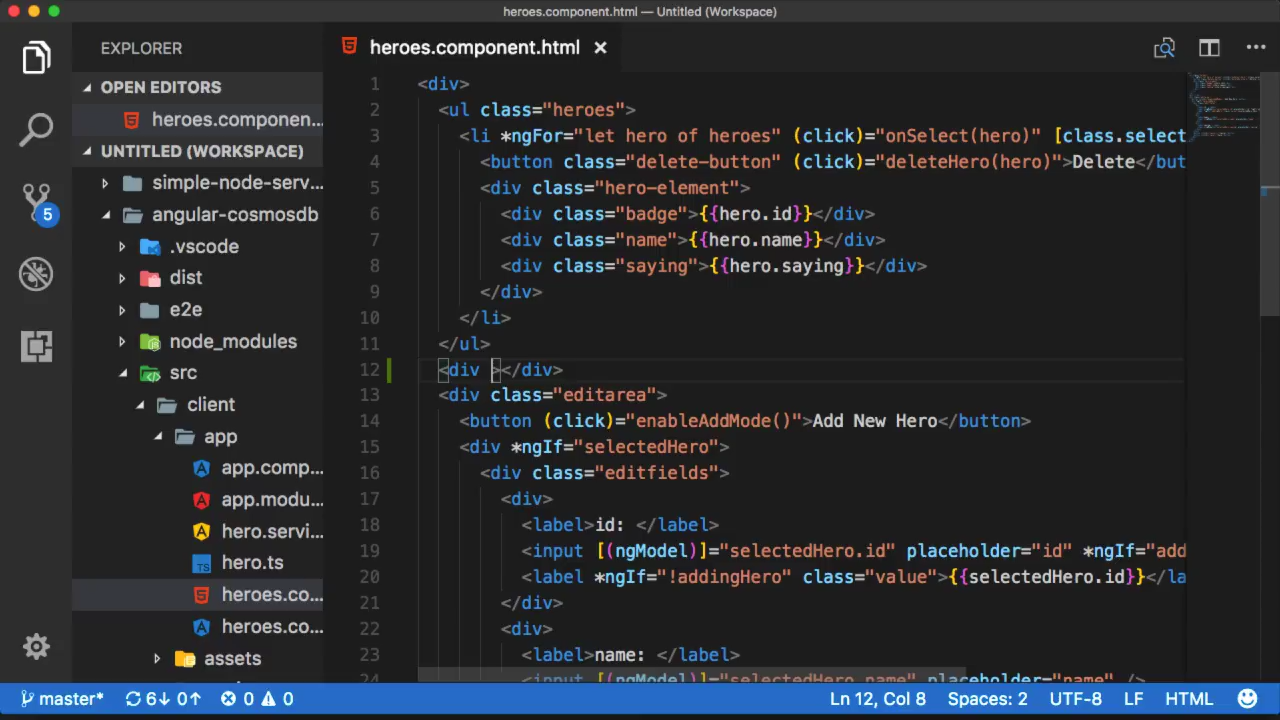 heroes.component.html — Untitled (Workspace)
EXPLORER
OPEN EDITORS
heroes.componen...
UNTITLED (WORKSPACE)
simple-node-serv...
angular-cosmosdb
.vscode
dist
e2e
node_modules
src
client
app
app.comp...
app.modu...
hero.servi...
TS hero.ts
heroes.co...
heroes.co...
assets
5
heroes.component.html
1 <div>
2 <ul class="heroes">
3 <li *ngFor="let hero of heroes" (click)="onSelect(hero)" [class.select
4 <button class="delete-button" (click)="deleteHero(hero)">Delete</but
5 <div class="hero-element">
6 <div class="badge">{{hero.id}}</div>
7 <div class="name">{{hero.name}}</div>
8 <div class="saying">{{hero.saying}}</div>
9 </div>
10 </li>
11 </ul>
12 <div ></div>
13 <div class="editarea">
14 <button (click)="enableAddMode()">Add New Hero</button>
15 <div *ngIf="selectedHero">
16 <div class="editfields">
17 <div>
18 <label>id: </label>
19 <input [(ngModel)]="selectedHero.id" placeholder="id" *ngIf="add
20 <label *ngIf="!addingHero" class="value">{{selectedHero.id}}</la
21 </div>
22 <div>
23 <label>name: </label>
24 <input [(ngModel)]="selectedHero.name" placeholder="name" />
master* 6↓ 0↑ 0 0
Ln 12, Col 8 Spaces: 2 UTF-8 LF HTML